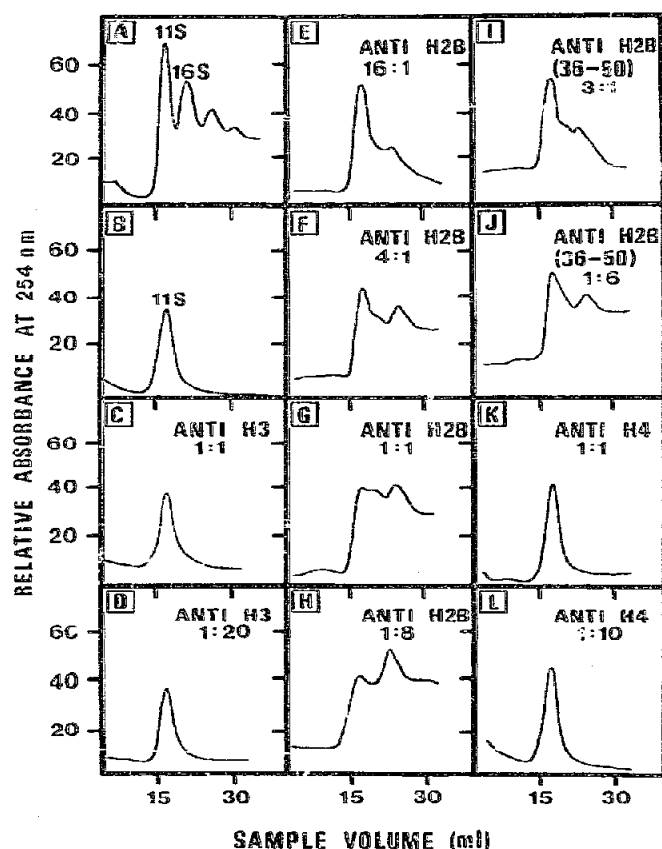 RELATIVE ABSORBANCE AT 254 nm
A
11S
16S
60
40
20
E
ANTI H2B
16:1
I
ANTI H2B
(36-50)
3:1
B
11S
60
40
20
F
ANTI H2B
4:1
J
ANTI H2B
(36-50)
1:6
C
ANTI H3
1:1
60
40
20
G
ANTI H2B
1:1
K
ANTI H4
1:1
D
ANTI H3
1:20
60
40
20
H
ANTI H2B
1:8
L
ANTI H4
1:10
15 30
15 30
15 30
SAMPLE VOLUME (ml)